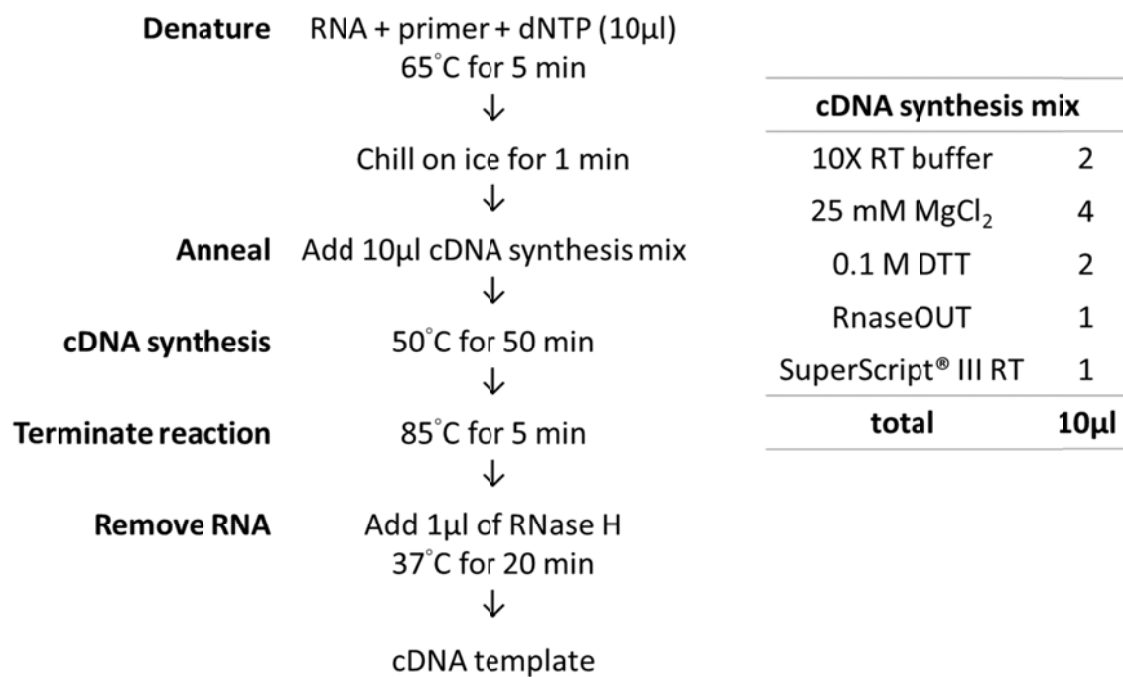 Denature RNA + primer + dNTP (10µl)
65°C for 5 min
↓
Chill on ice for 1 min
↓
Anneal Add 10µl cDNA synthesis mix
↓
cDNA synthesis 50°C for 50 min
↓
Terminate reaction 85°C for 5 min
↓
Remove RNA Add 1µl of RNase H
37°C for 20 min
↓
cDNA template
cDNA synthesis mix
10X RT buffer 2
25 mM MgCl₂ 4
0.1 M DTT 2
RnaseOUT 1
SuperScript® III RT 1
total 10µl